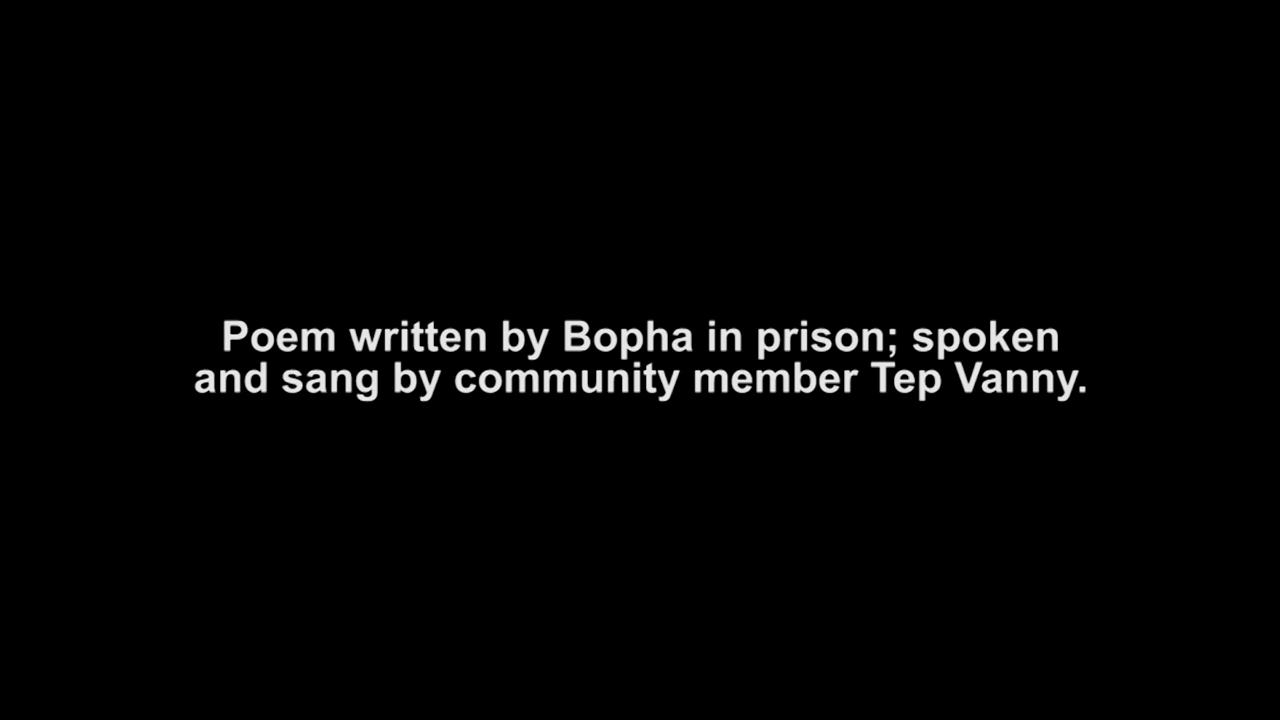 Poem written by Bopha in prison; spoken
and sang by community member Tep Vanny.